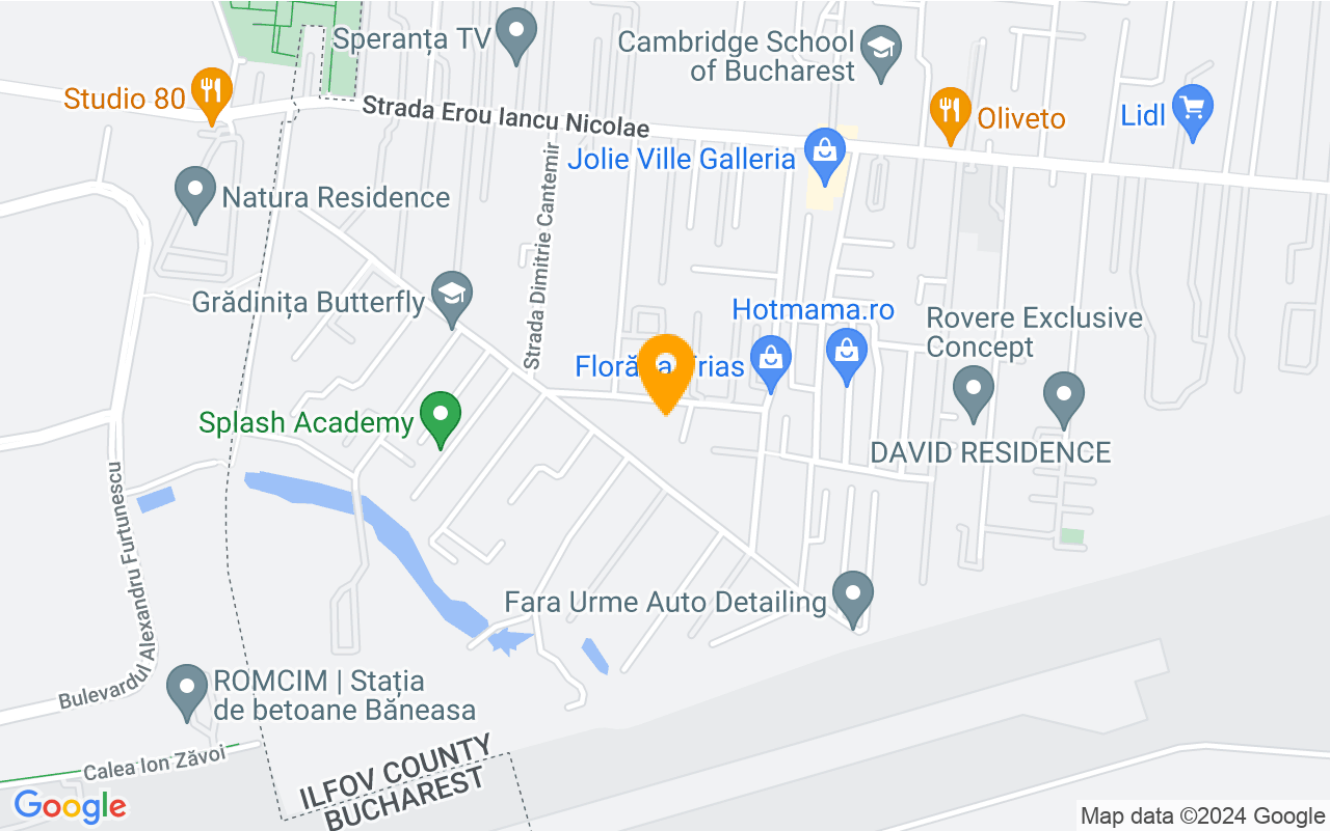 Speranța TV
Cambridge School
of Bucharest
Studio 80
Strada Erou Iancu Nicolae
Oliveto
Lidl
Jolie Ville Galleria
Natura Residence
Strada Dimitrie Cantemir
Grădinița Butterfly
Hotmama.ro
Rovere Exclusive
Concept
Trias
Splash Academy
DAVID RESIDENCE
Bulevardul Alexandru Furtunescu
Fara Urme Auto Detailing
ROMCIM | Stația
de betoane Băneasa
Calea Ion Zăvoi
ILFOV COUNTY
BUCHAREST
Google
Map data ©2024 Google